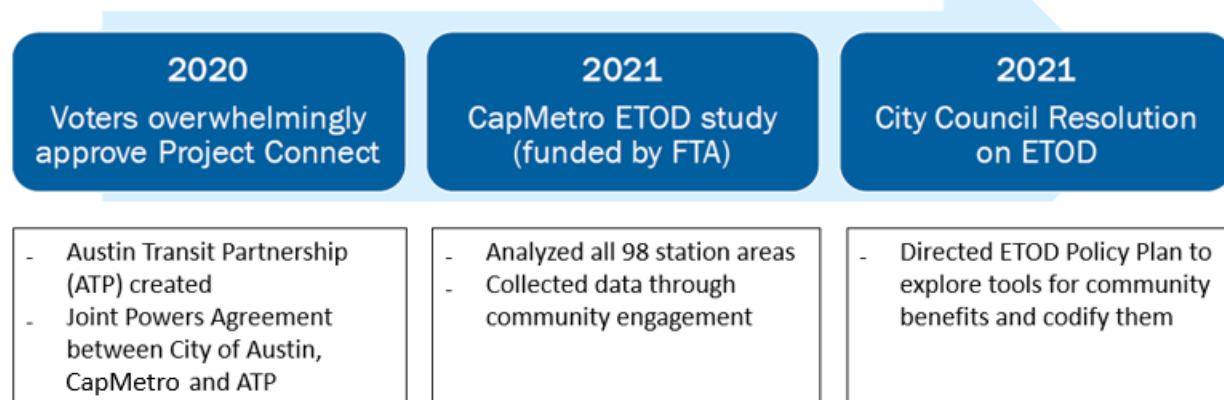 2020
Voters overwhelmingly
approve Project Connect
2021
CapMetro ETOD study
(funded by FTA)
2021
City Council Resolution
on ETOD
- Austin Transit Partnership
(ATP) created
- Joint Powers Agreement
between City of Austin,
CapMetro and ATP
- Analyzed all 98 station areas
- Collected data through
community engagement
- Directed ETOD Policy Plan to
explore tools for community
benefits and codify them